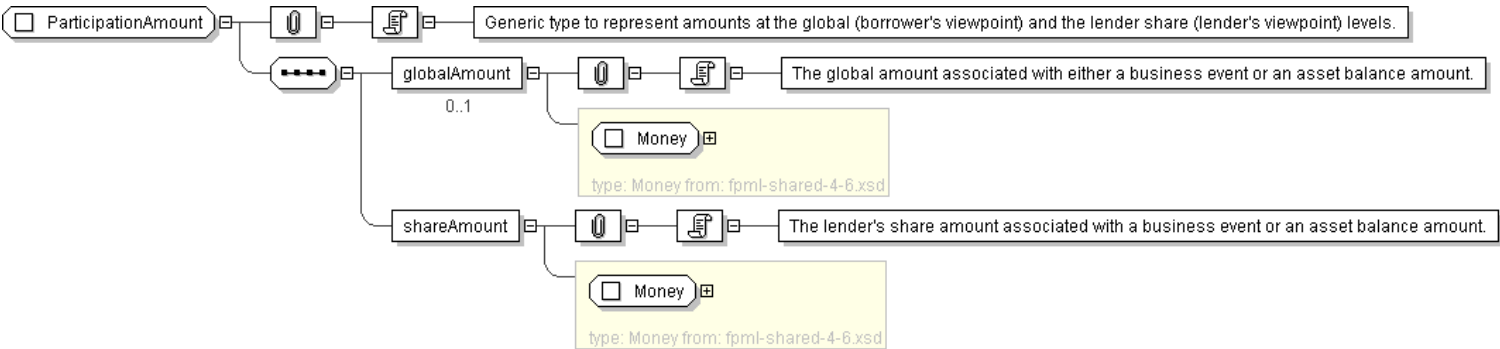 ParticipationAmount
Generic type to represent amounts at the global (borrower's viewpoint) and the lender share (lender's viewpoint) levels.
globalAmount
The global amount associated with either a business event or an asset balance amount.
0..1
Money
type: Money from: fpml-shared-4-6.xsd
shareAmount
The lender's share amount associated with a business event or an asset balance amount.
Money
type: Money from: fpml-shared-4-6.xsd